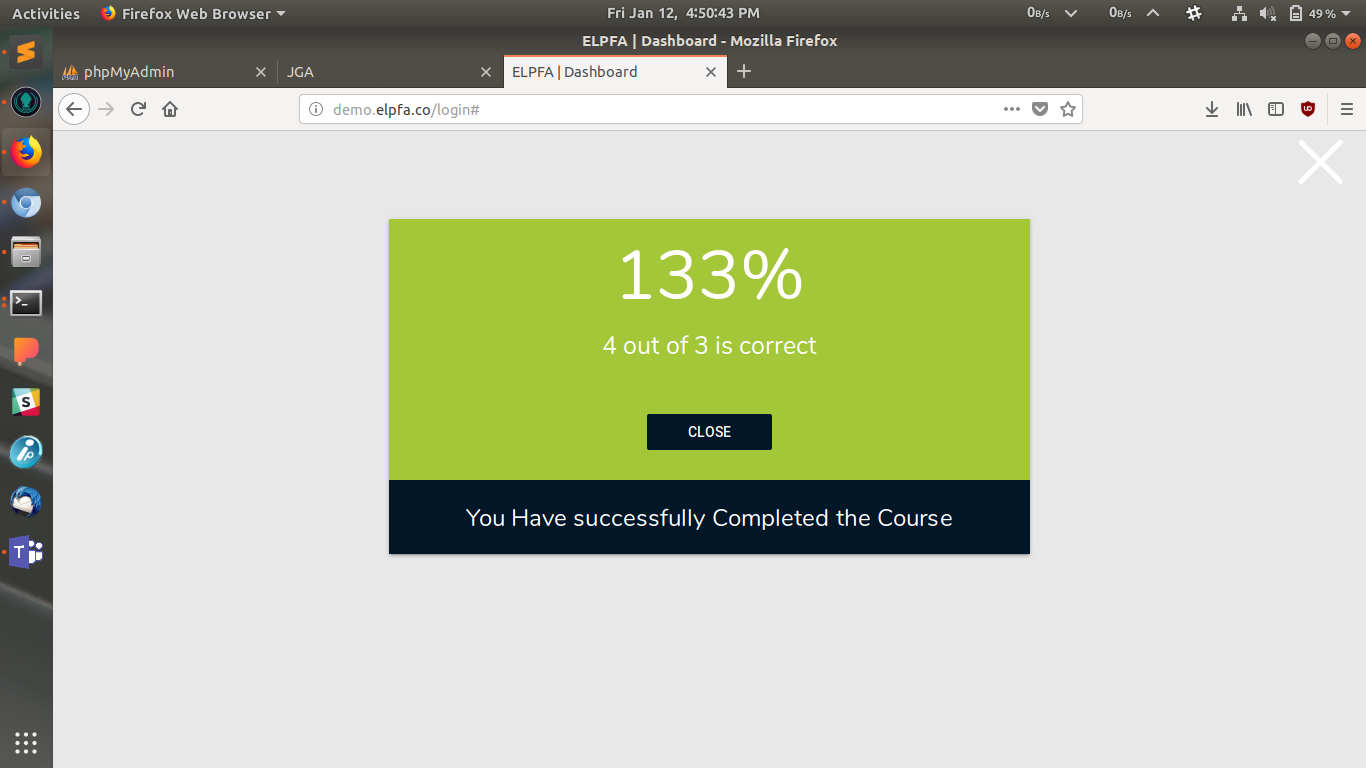 Activities Firefox Web Browser Fri Jan 12, 4:50:43 PM 0B/s 0B/s 49%
ELPFA | Dashboard - Mozilla Firefox
phpMyAdmin JGA ELPFA | Dashboard
demo.elpfa.co/login#
133%
4 out of 3 is correct
CLOSE
You Have successfully Completed the Course